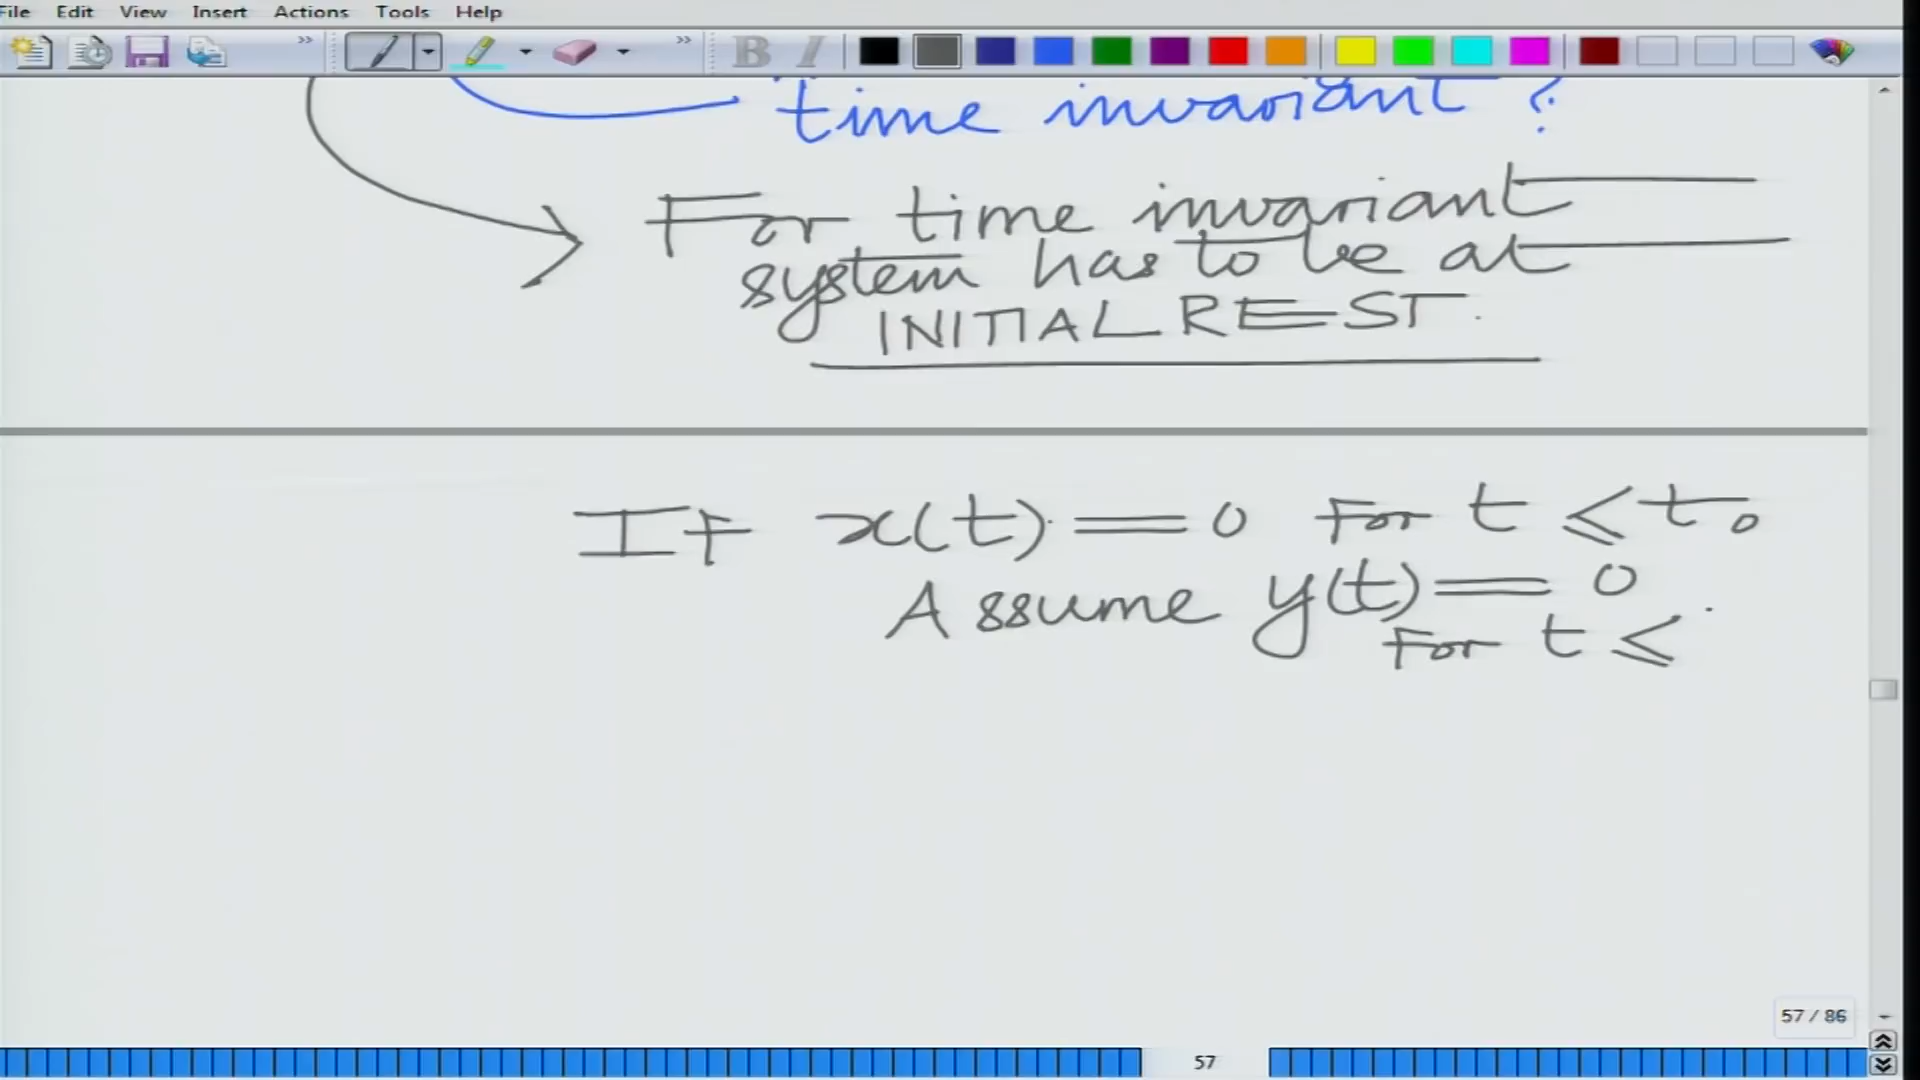 File Edit View Insert Actions Tools Help
B I
time invariant ?
For time invariant
system has to be at
INITIAL REST.
If x(t) = 0 For t ≤ t₀
Assume y(t) = 0
For t ≤
57 / 86
57